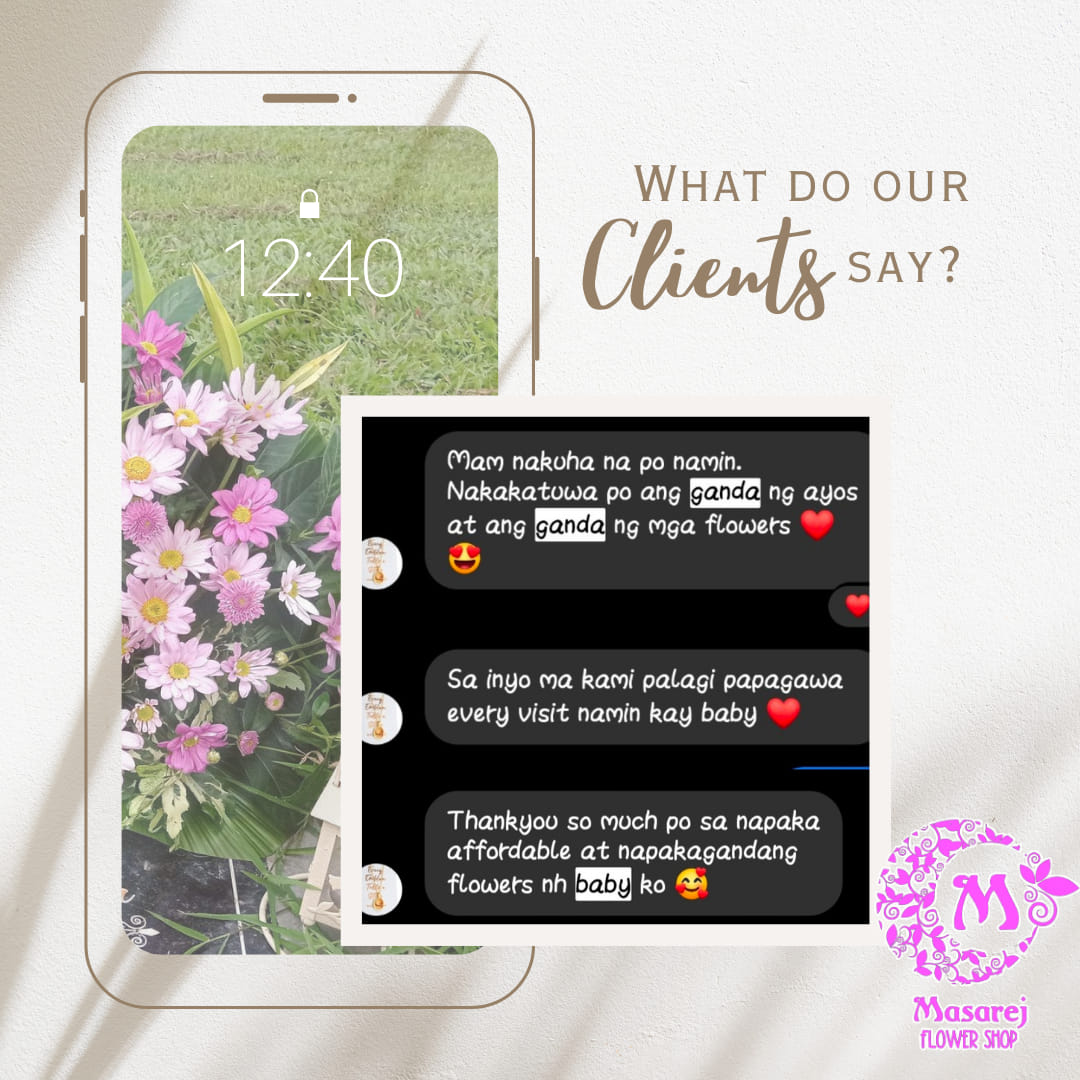 What do our
Clients say?
12:40
Mam nakuha na po namin.
Nakakatuwa po ang ganda ng ayos
at ang ganda ng mga flowers ❤️
😍
❤️
Sa inyo ma kami palagi papagawa
every visit namin kay baby ❤️
Thankyou so much po sa napaka
affordable at napakagandang
flowers nh baby ko 🥰
M
Masarej
Flower Shop